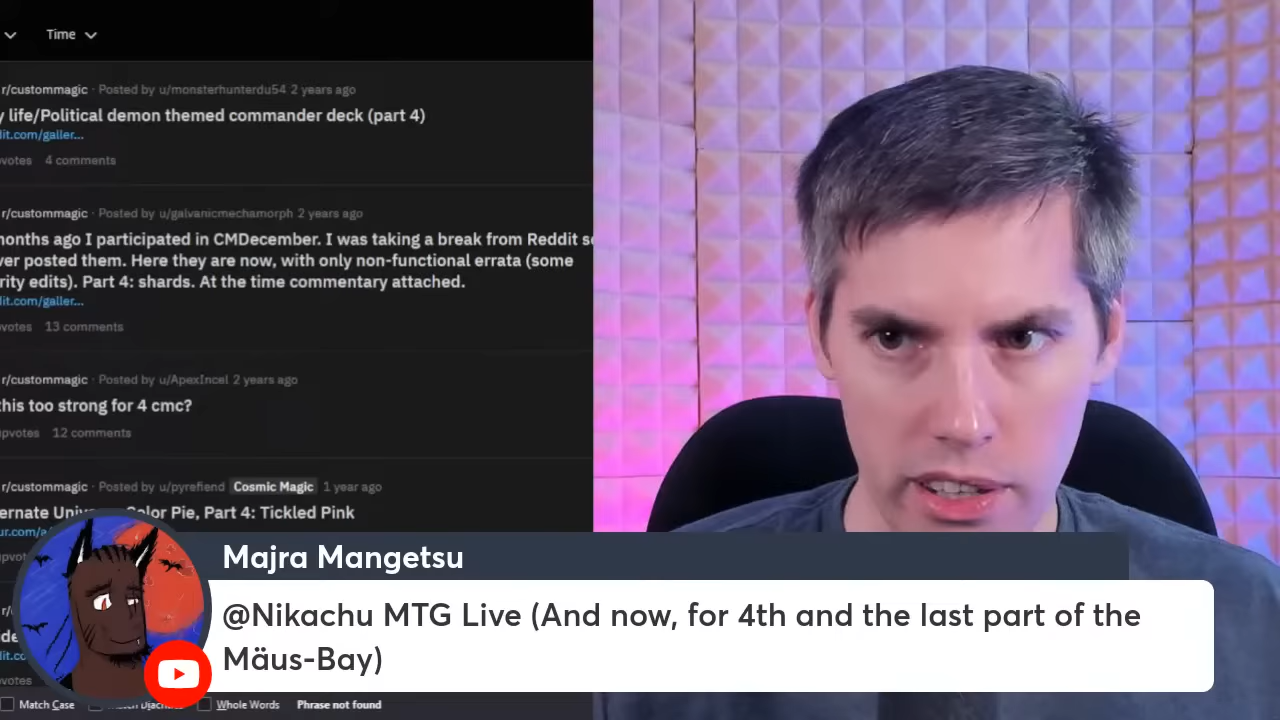 Time
r/custommagic · Posted by u/monsterhunterdu54 2 years ago
life/Political demon themed commander deck (part 4)
4 comments
r/custommagic · Posted by u/galvanicmechamorph 2 years ago
months ago I participated in CMDecember. I was taking a break from Reddit
posted them. Here they are now, with only non-functional errata (some
edits). Part 4: shards. At the time commentary attached.
13 comments
r/custommagic · Posted by u/ApexIncel 2 years ago
this too strong for 4 cmc?
upvotes 12 comments
r/custommagic · Posted by u/pyrefiend Cosmic Magic 1 year ago
Color Pie, Part 4: Tickled Pink
Majra Mangetsu
@Nikachu MTG Live (And now, for 4th and the last part of the
Mäus-Bay)
Match Case Whole Words Phrase not found